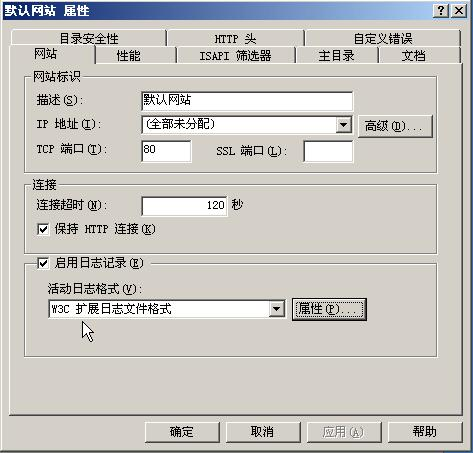 默认网站 属性
目录安全性 HTTP 头 自定义错误
网站 性能 ISAPI 筛选器 主目录 文档
网站标识
描述(S): 默认网站
IP 地址(I): (全部未分配) 高级(D)...
TCP 端口(T): 80 SSL 端口(L):
连接
连接超时(N): 120 秒
保持 HTTP 连接(K)
启用日志记录(E)
活动日志格式(V):
W3C 扩展日志文件格式 属性(P)...
确定 取消 应用(A) 帮助